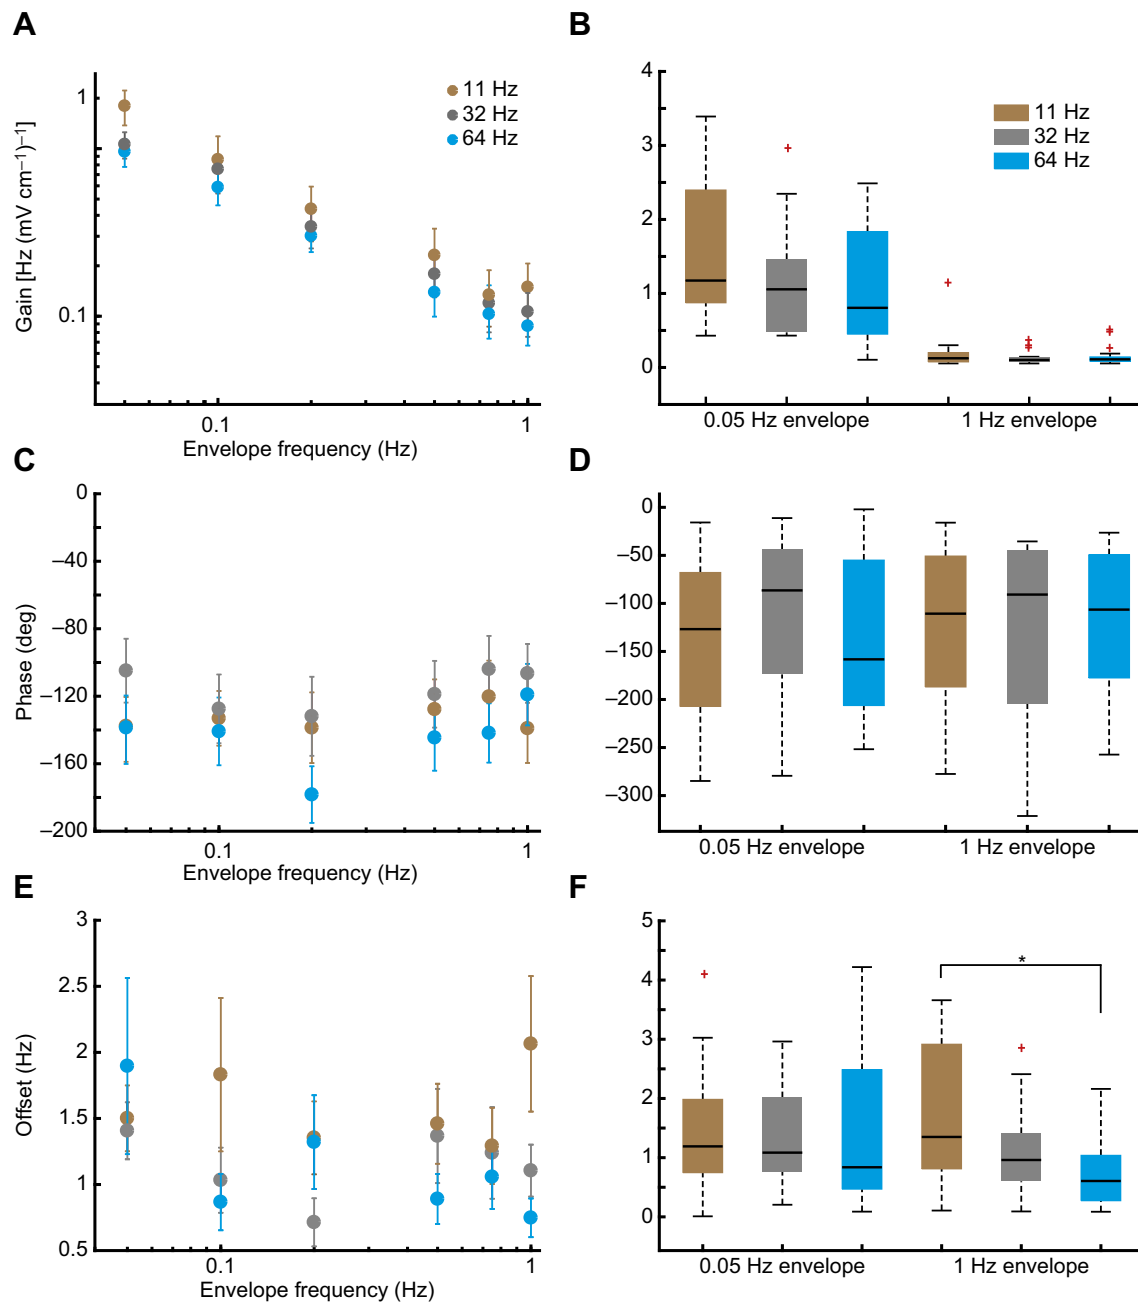 A
1
0.1
Gain [Hz (mV cm⁻¹)⁻¹]
11 Hz
32 Hz
64 Hz
0.1
1
Envelope frequency (Hz)
B
4
3
2
1
0
11 Hz
32 Hz
64 Hz
0.05 Hz envelope
1 Hz envelope
C
0
–40
–80
–120
–160
–200
Phase (deg)
0.1
1
Envelope frequency (Hz)
D
0
–50
–100
–150
–200
–250
–300
0.05 Hz envelope
1 Hz envelope
E
3
2.5
2
1.5
1
0.5
Offset (Hz)
0.1
1
Envelope frequency (Hz)
F
5
4
3
2
1
0
*
0.05 Hz envelope
1 Hz envelope